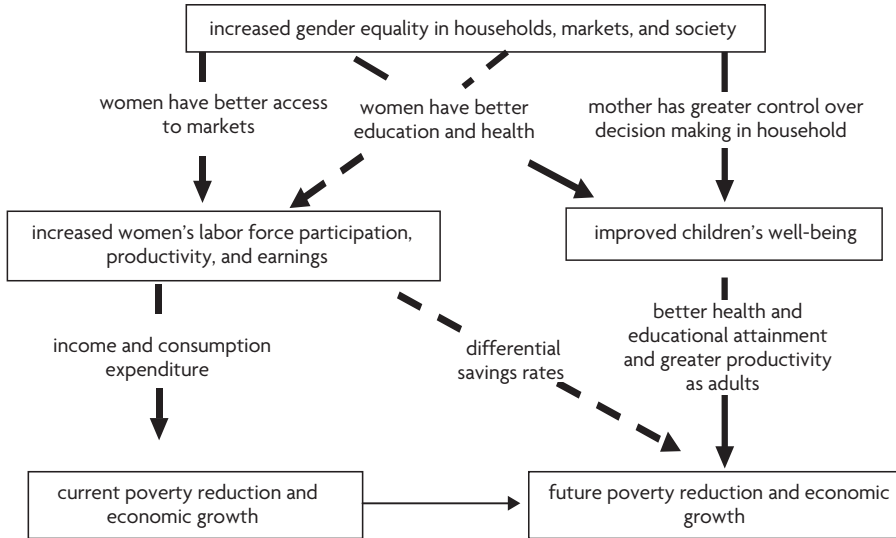 increased gender equality in households, markets, and society
women have better access
to markets
women have better
education and health
mother has greater control over
decision making in household
increased women’s labor force participation,
productivity, and earnings
improved children’s well-being
income and consumption
expenditure
differential
savings rates
better health and
educational attainment
and greater productivity
as adults
current poverty reduction and
economic growth
future poverty reduction and economic
growth